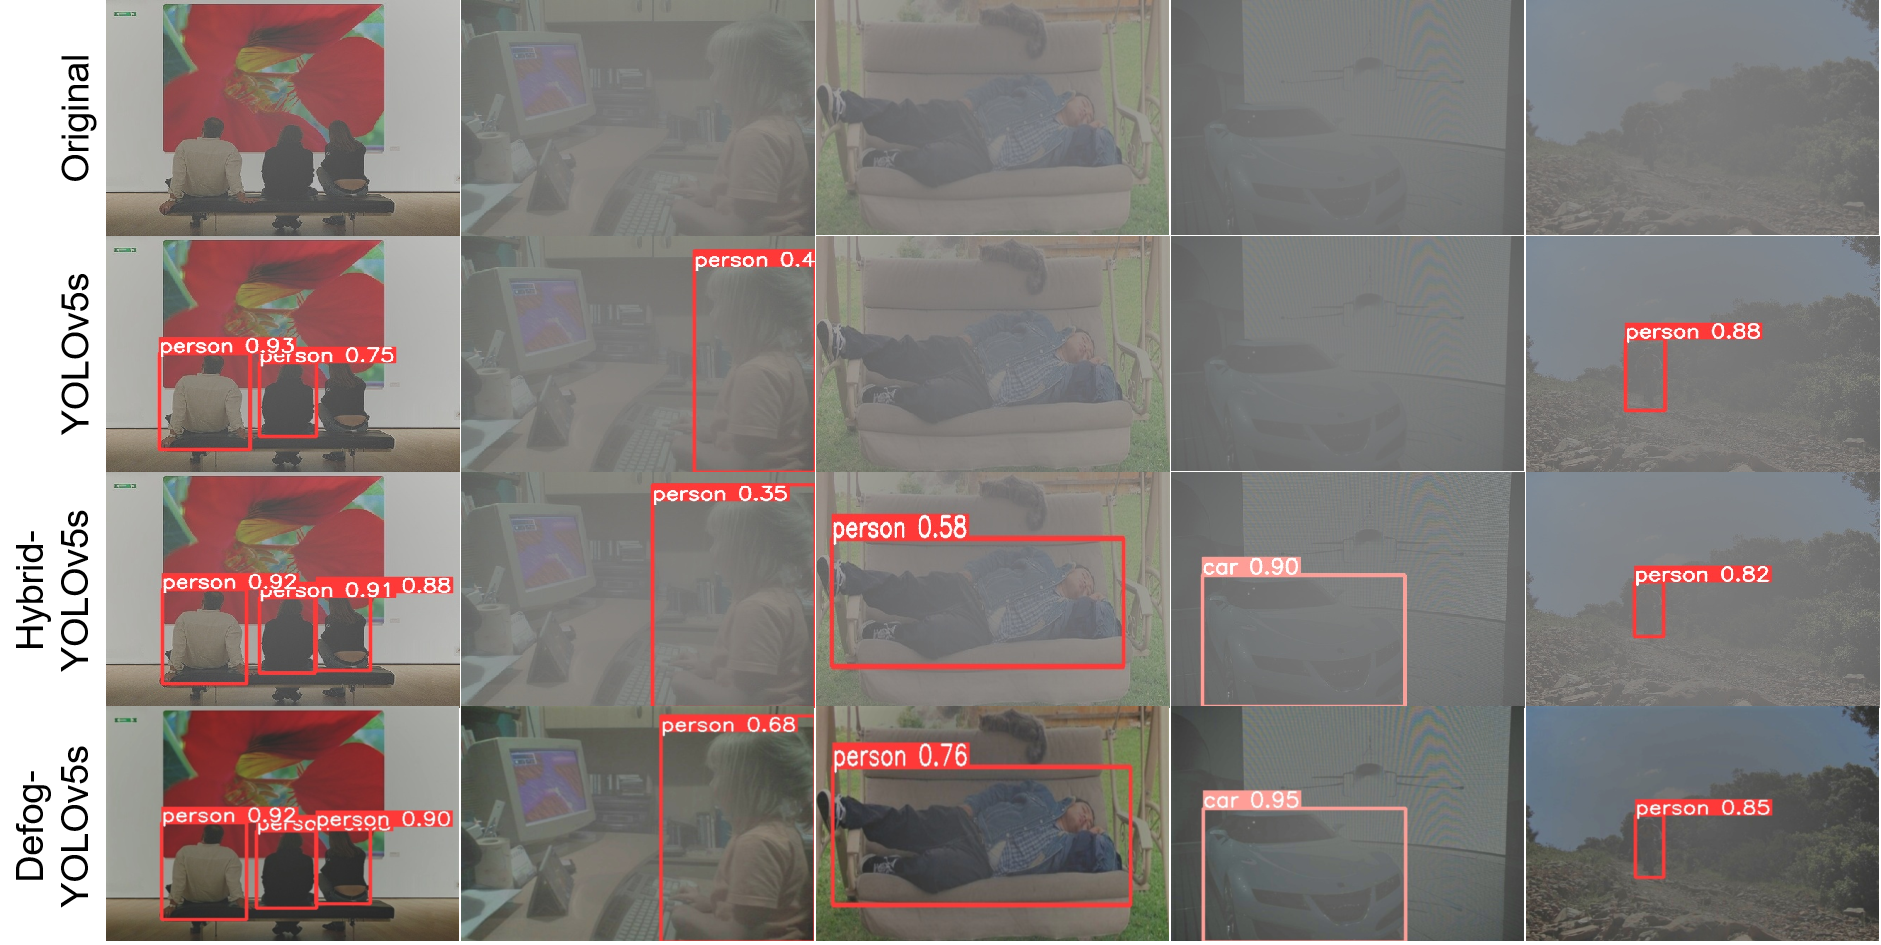 Original
YOLOv5s
person 0.93
person 0.75
person 0.4
person 0.88
Hybrid-
YOLOv5s
person 0.92
person 0.91
0.88
person 0.35
person 0.58
car 0.90
person 0.82
Defog-
YOLOv5s
person 0.92
person 0.90
person 0.68
person 0.76
car 0.95
person 0.85